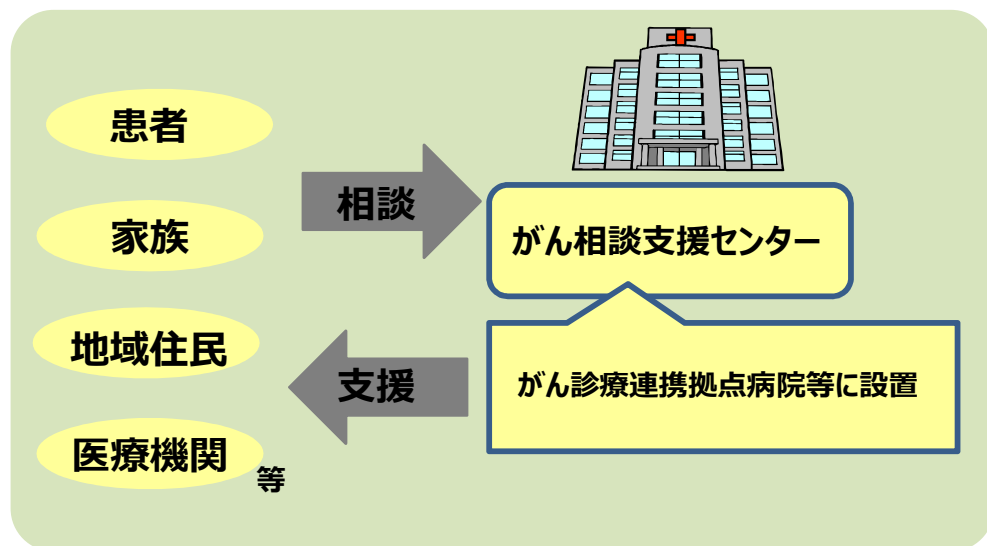 患者
家族
地域住民
医療機関
等
相談
支援
がん相談支援センター
がん診療連携拠点病院等に設置